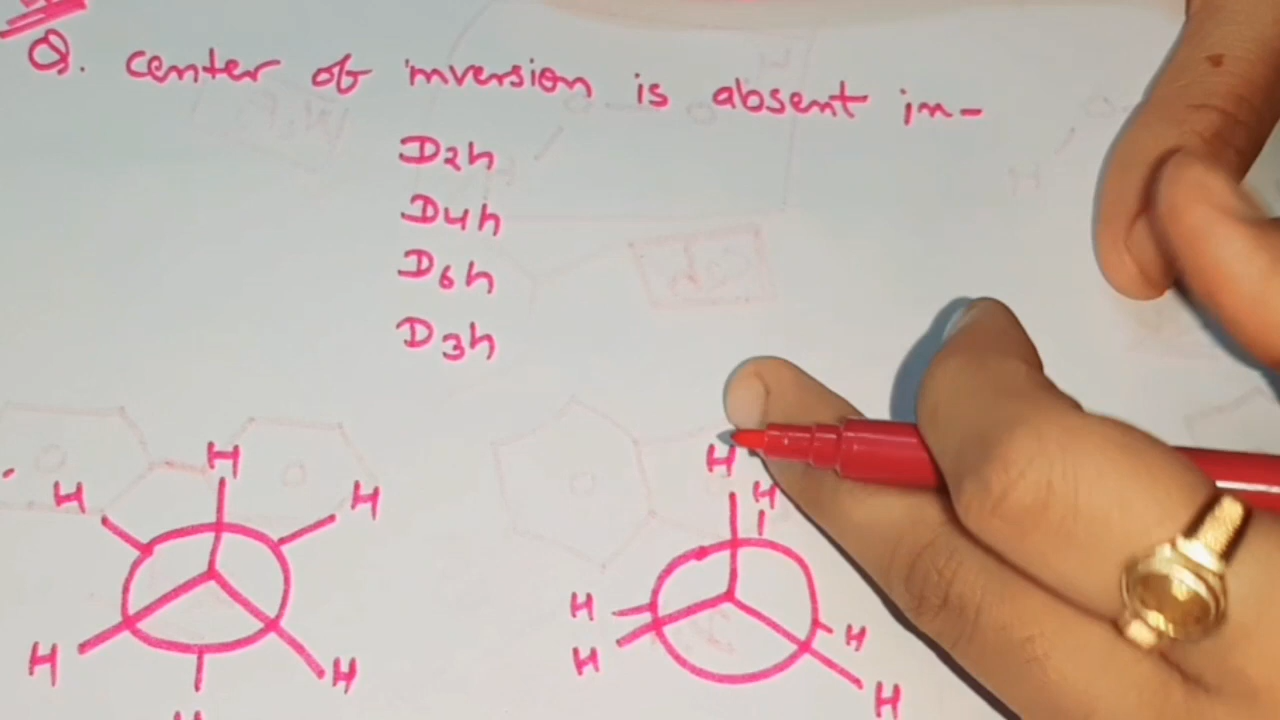 Q. center of inversion is absent in-
D2h
D4h
D6h
D3h
H
H H
H H
H
H
H H
H H